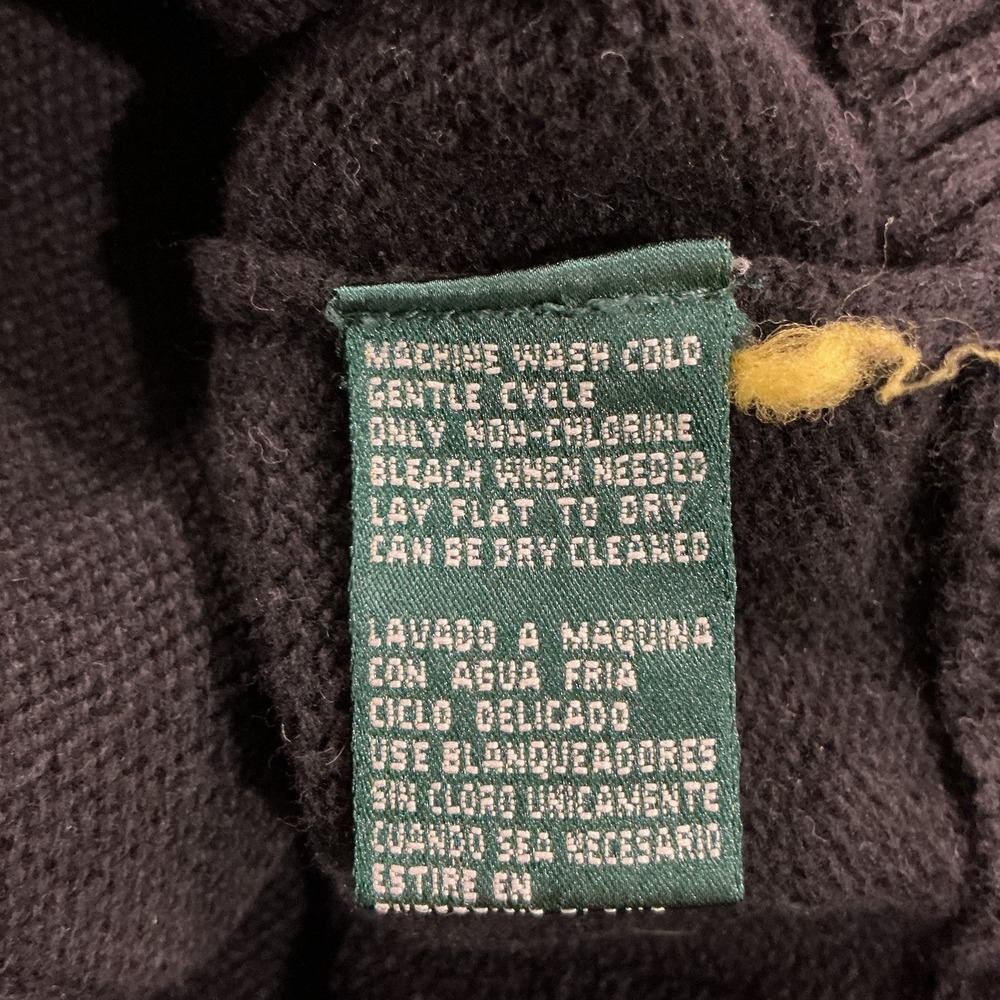 MACHINE WASH COLD
GENTLE CYCLE
ONLY NON-CHLORINE
BLEACH WHEN NEEDED
LAY FLAT TO DRY
CAN BE DRY CLEANED
LAVADO A MAQUINA
CON AGUA FRIA
CICLO DELICADO
USE BLANQUEADORES
SIN CLORO UNICAMENTE
CUANDO SEA NECESSARIO
ESTIRE EN